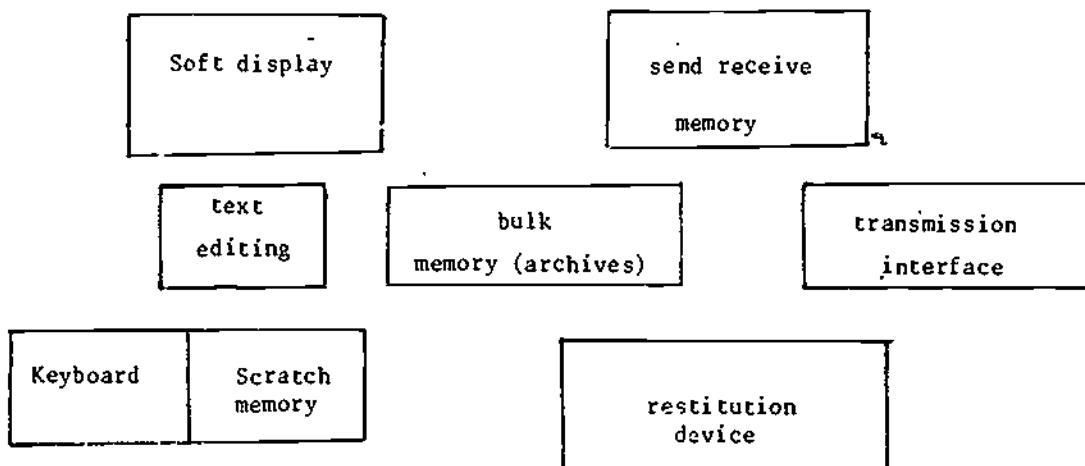 Soft display
send receive
memory
text
editing
bulk
memory (archives)
transmission
interface
Keyboard
Scratch
memory
restitution
device